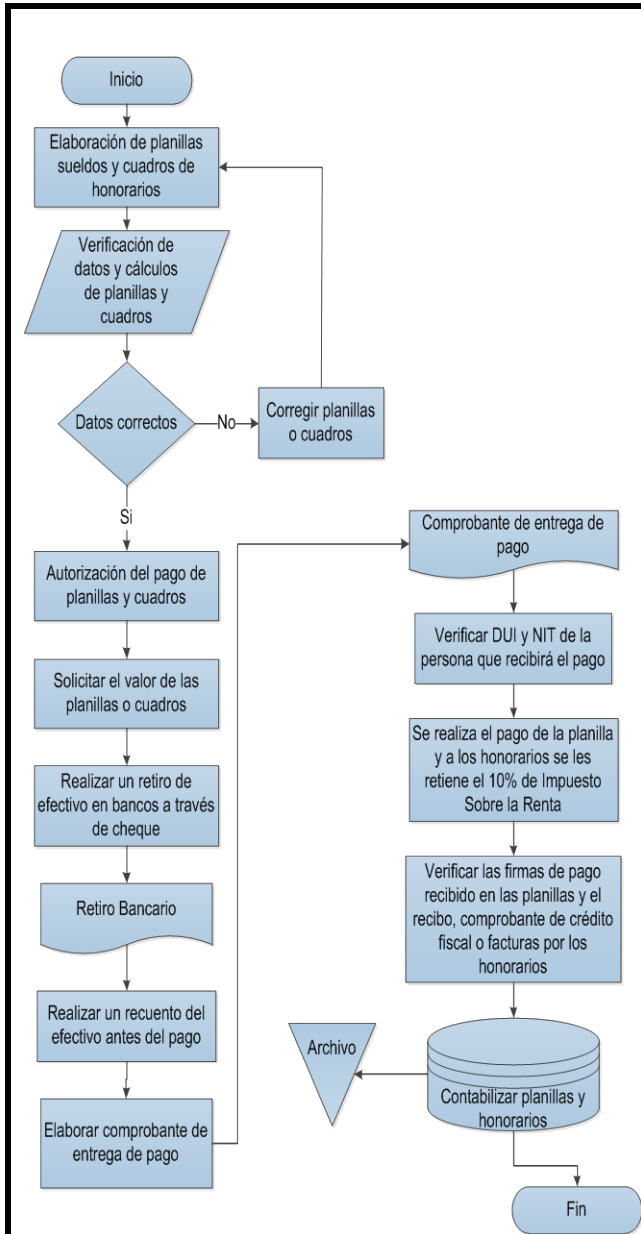 Inicio
Elaboración de planillas
sueldos y cuadros de
honorarios
Verificación de
datos y cálculos
de planillas y
cuadros
Datos correctos
No
Corregir planillas
o cuadros
Si
Autorización del pago de
planillas y cuadros
Solicitar el valor de las
planillas o cuadros
Realizar un retiro de
efectivo en bancos a través
de cheque
Retiro Bancario
Realizar un recuento del
efectivo antes del pago
Elaborar comprobante de
entrega de pago
Comprobante de entrega de
pago
Verificar DUI y NIT de la
persona que recibirá el pago
Se realiza el pago de la planilla
y a los honorarios se les
retiene el 10% de Impuesto
Sobre la Renta
Verificar las firmas de pago
recibido en las planillas y el
recibo, comprobante de crédito
fiscal o facturas por los
honorarios
Contabilizar planillas y
honorarios
Archivo
Fin